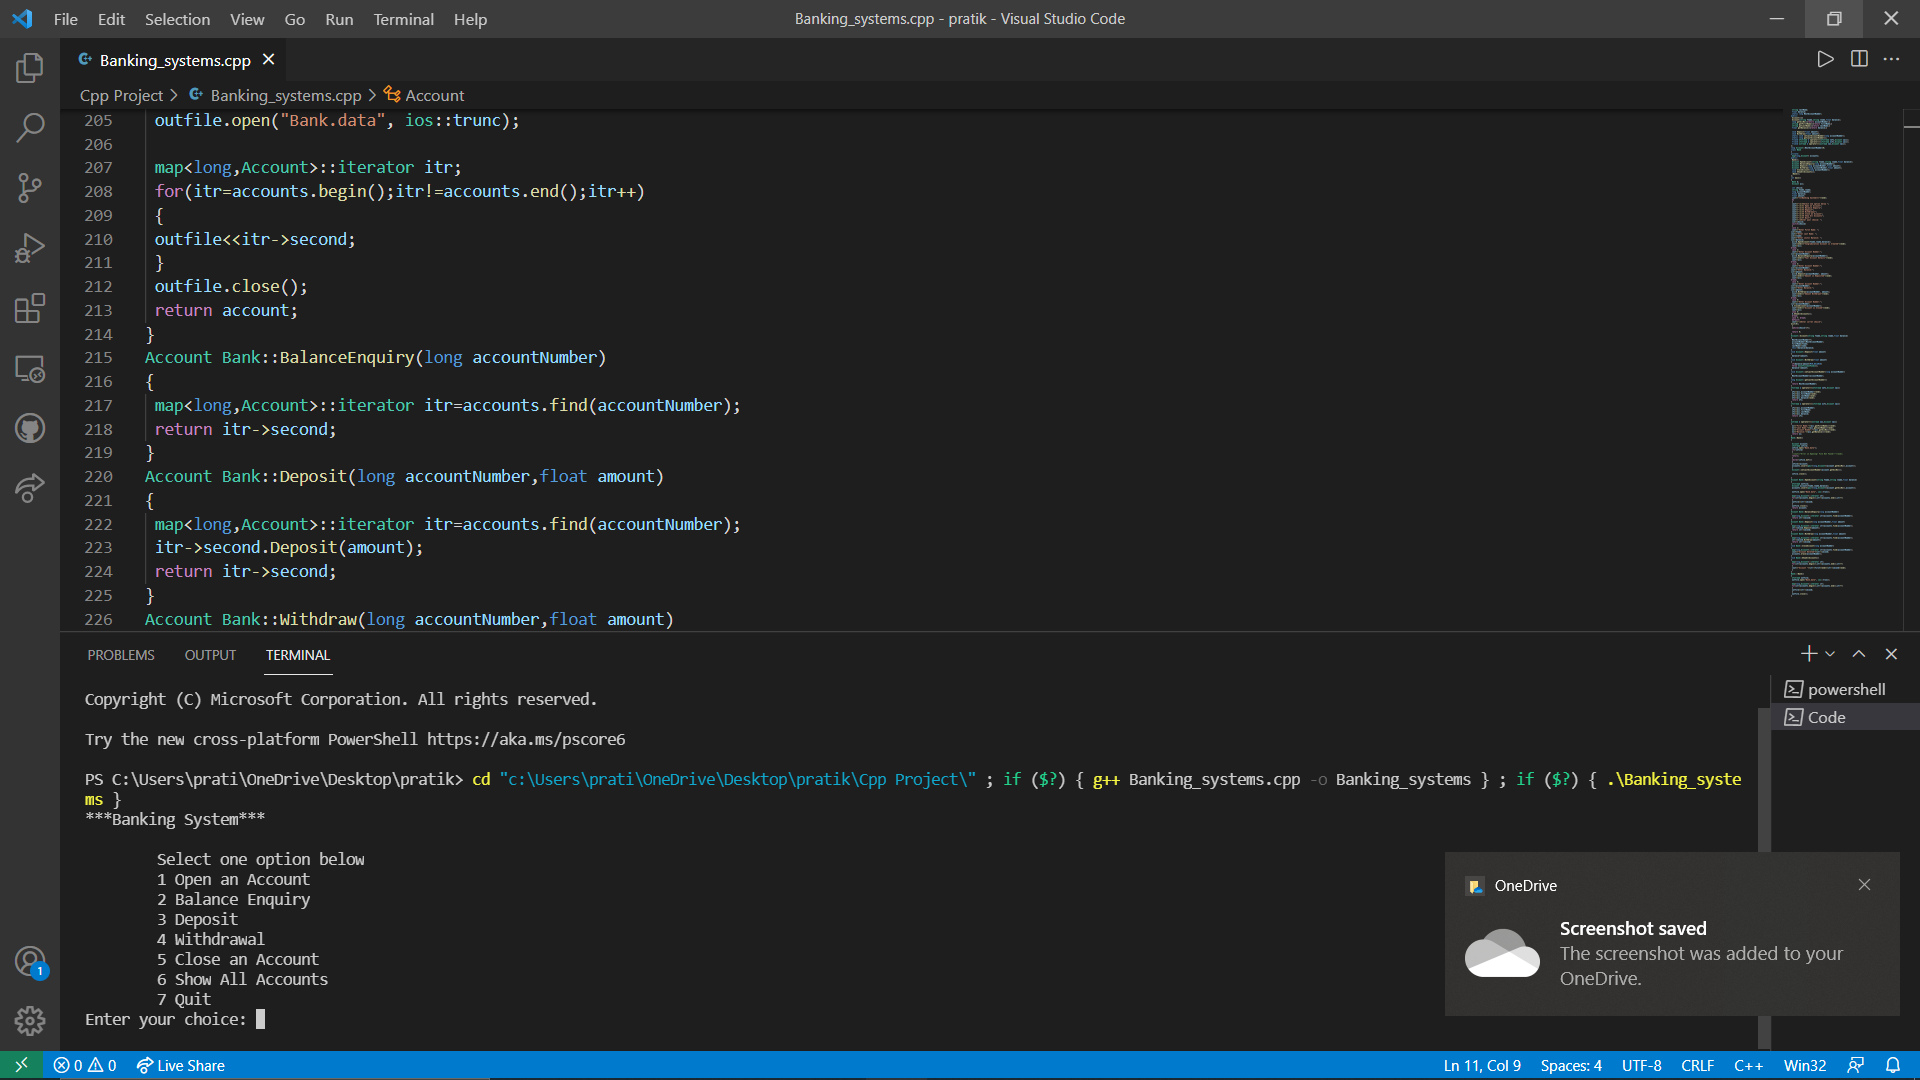 File Edit Selection View Go Run Terminal Help
Banking_systems.cpp - pratik - Visual Studio Code
Banking_systems.cpp
Cpp Project > Banking_systems.cpp > Account
205 outfile.open("Bank.data", ios::trunc);
206
207 map<long,Account>::iterator itr;
208 for(itr=accounts.begin();itr!=accounts.end();itr++)
209 {
210 outfile<<itr->second;
211 }
212 outfile.close();
213 return account;
214 }
215 Account Bank::BalanceEnquiry(long accountNumber)
216 {
217 map<long,Account>::iterator itr=accounts.find(accountNumber);
218 return itr->second;
219 }
220 Account Bank::Deposit(long accountNumber,float amount)
221 {
222 map<long,Account>::iterator itr=accounts.find(accountNumber);
223 itr->second.Deposit(amount);
224 return itr->second;
225 }
226 Account Bank::Withdraw(long accountNumber,float amount)
PROBLEMS OUTPUT TERMINAL
powershell
Code
Copyright (C) Microsoft Corporation. All rights reserved.
Try the new cross-platform PowerShell https://aka.ms/pscore6
PS C:\Users\prati\OneDrive\Desktop\pratik> cd "c:\Users\prati\OneDrive\Desktop\pratik\Cpp Project\" ; if ($?) { g++ Banking_systems.cpp -o Banking_systems } ; if ($?) { .\Banking_syste
ms }
***Banking System***
Select one option below
1 Open an Account
2 Balance Enquiry
3 Deposit
4 Withdrawal
5 Close an Account
6 Show All Accounts
7 Quit
Enter your choice:
OneDrive
Screenshot saved
The screenshot was added to your
OneDrive.
1
0 0 Live Share
Ln 11, Col 9 Spaces: 4 UTF-8 CRLF C++ Win32